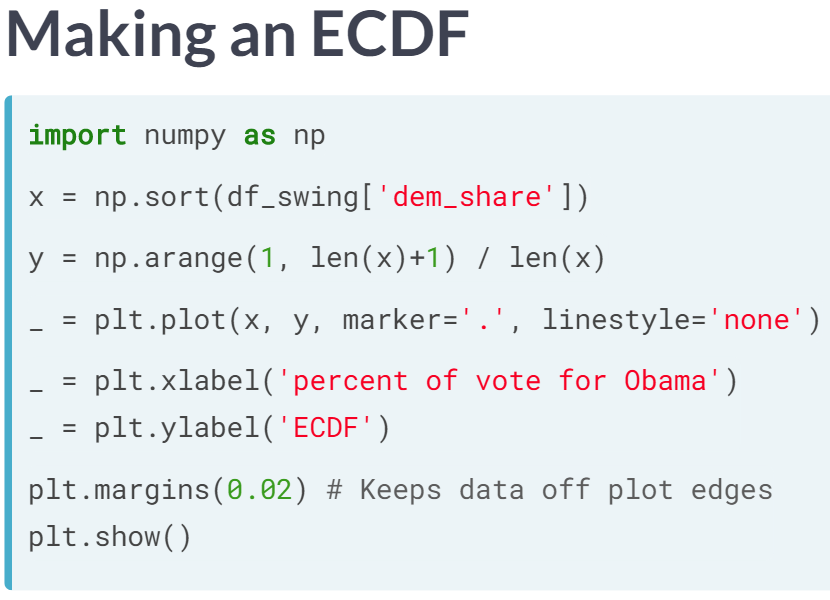 Making an ECDF
import numpy as np
x = np.sort(df_swing['dem_share'])
y = np.arange(1, len(x)+1) / len(x)
_ = plt.plot(x, y, marker='.', linestyle='none')
_ = plt.xlabel('percent of vote for Obama')
_ = plt.ylabel('ECDF')
plt.margins(0.02) # Keeps data off plot edges
plt.show()